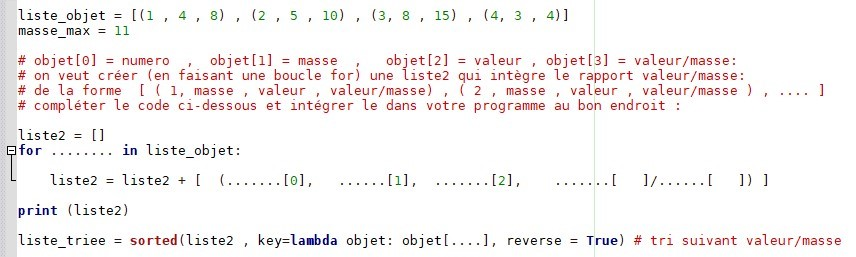 liste_objet = [(1 , 4 , 8) , (2 , 5 , 10) , (3, 8 , 15) , (4, 3 , 4)]
masse_max = 11
# objet[0] = numero , objet[1] = masse , objet[2] = valeur , objet[3] = valeur/masse:
# on veut créer (en faisant une boucle for) une liste2 qui intègre le rapport valeur/masse:
# de la forme [ ( 1, masse , valeur , valeur/masse) , ( 2 , masse , valeur , valeur/masse ) , .... ]
# compléter le code ci-dessous et intégrer le dans votre programme au bon endroit :
liste2 = []
for ........ in liste_objet:
liste2 = liste2 + [ (.......[0], ......[1], .......[2], .......[ ]/......[ ]) ]
print (liste2)
liste_triee = sorted(liste2 , key=lambda objet: objet[....], reverse = True) # tri suivant valeur/masse